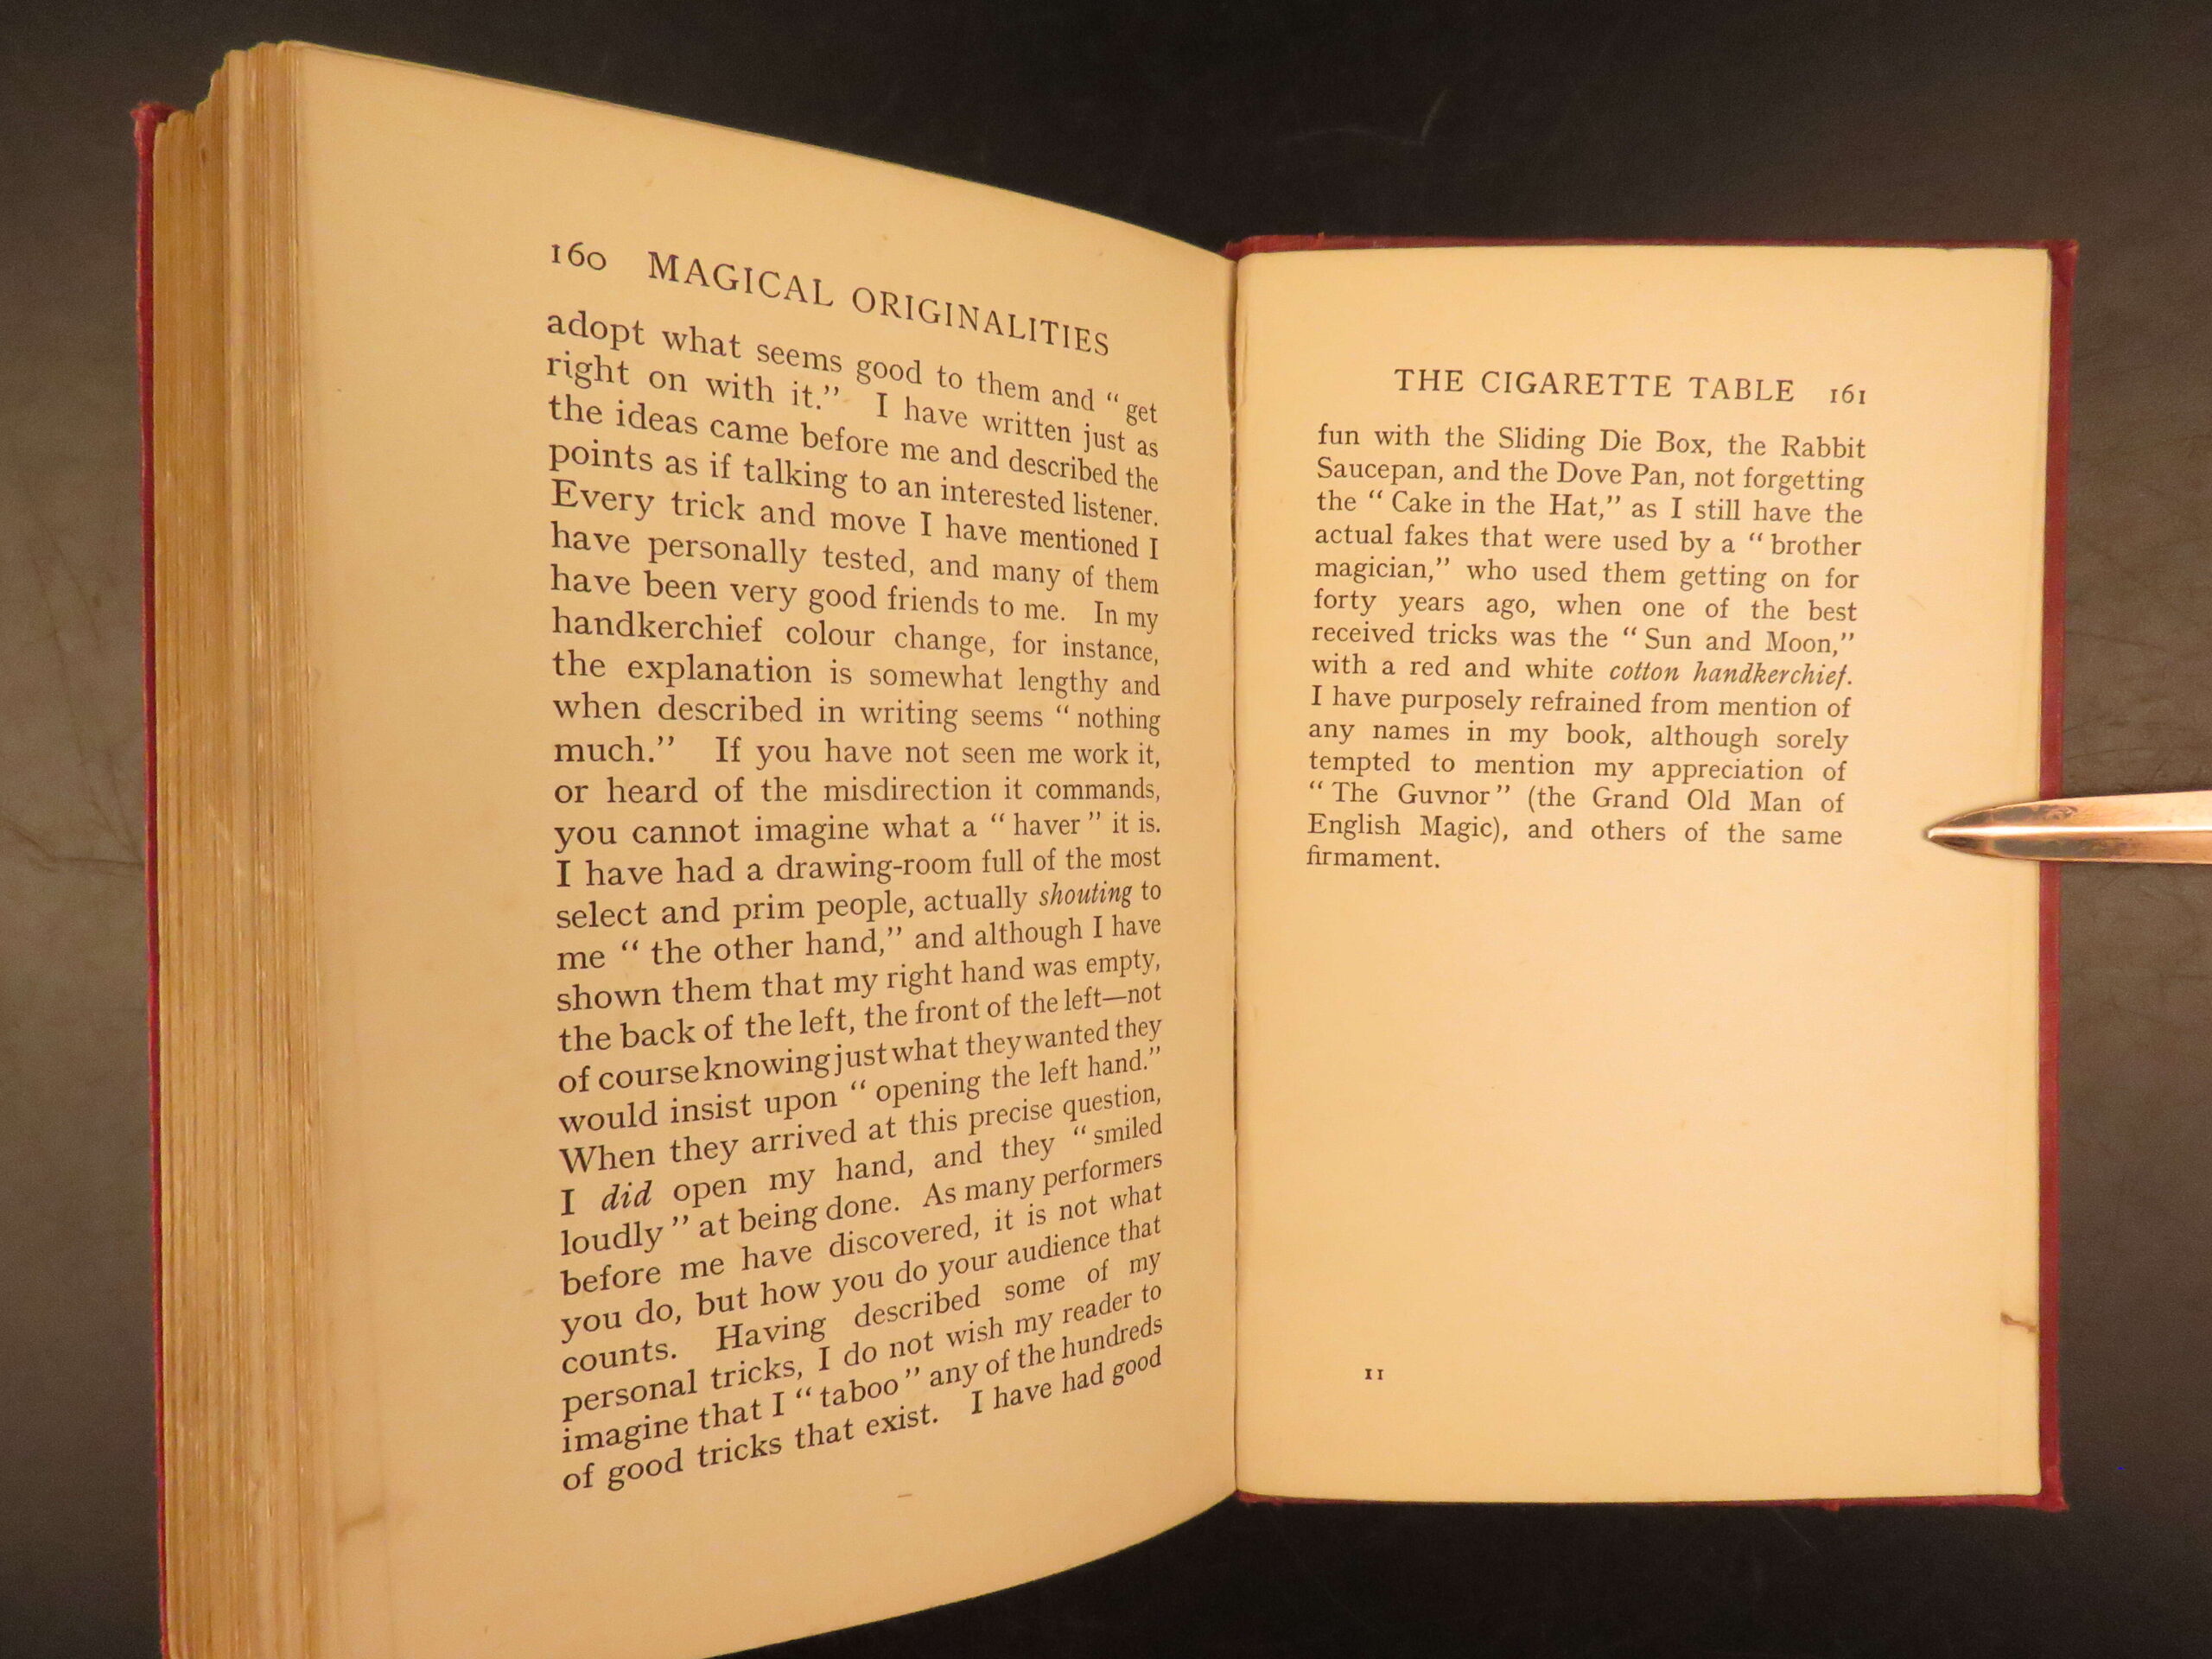 160 MAGICAL ORIGINALITIES
adopt what seems good to them and “ get
right on with it.” I have written just as
the ideas came before me and described the
points as if talking to an interested listener.
Every trick and move I have mentioned I
have personally tested, and many of them
have been very good friends to me. In my
handkerchief colour change, for instance,
the explanation is somewhat lengthy and
when described in writing seems “ nothing
much.” If you have not seen me work it,
or heard of the misdirection it commands,
you cannot imagine what a “ haver ” it is.
I have had a drawing-room full of the most
select and prim people, actually shouting to
me “ the other hand,” and although I have
shown them that my right hand was empty,
the back of the left, the front of the left—not
of course knowing just what they wanted they
would insist upon “ opening the left hand.”
When they arrived at this precise question,
I did open my hand, and they “ smiled
loudly ” at being done. As many performers
before me have discovered, it is not what
you do, but how you do your audience that
counts. Having described some of my
personal tricks, I do not wish my reader to
imagine that I “ taboo ” any of the hundreds
of good tricks that exist. I have had good
THE CIGARETTE TABLE 161
fun with the Sliding Die Box, the Rabbit
Saucepan, and the Dove Pan, not forgetting
the “ Cake in the Hat,” as I still have the
actual fakes that were used by a “ brother
magician,” who used them getting on for
forty years ago, when one of the best
received tricks was the “ Sun and Moon,”
with a red and white cotton handkerchief.
I have purposely refrained from mention of
any names in my book, although sorely
tempted to mention my appreciation of
“ The Guvnor ” (the Grand Old Man of
English Magic), and others of the same
firmament.
11